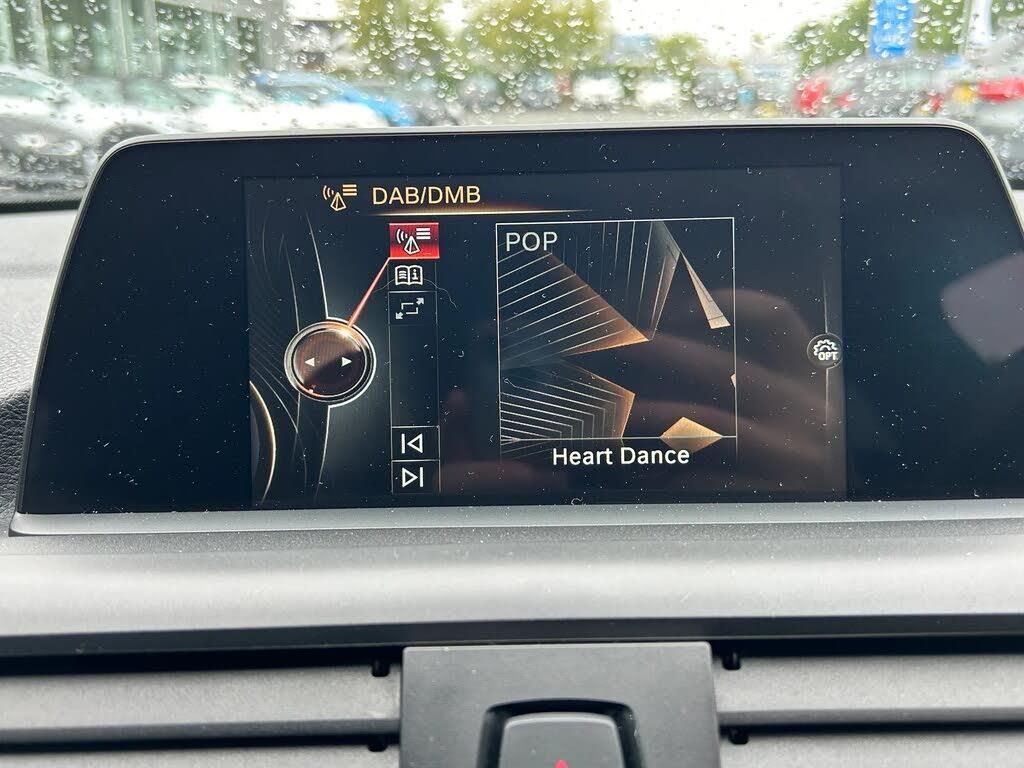 DAB/DMB
POP
OPT
Heart Dance